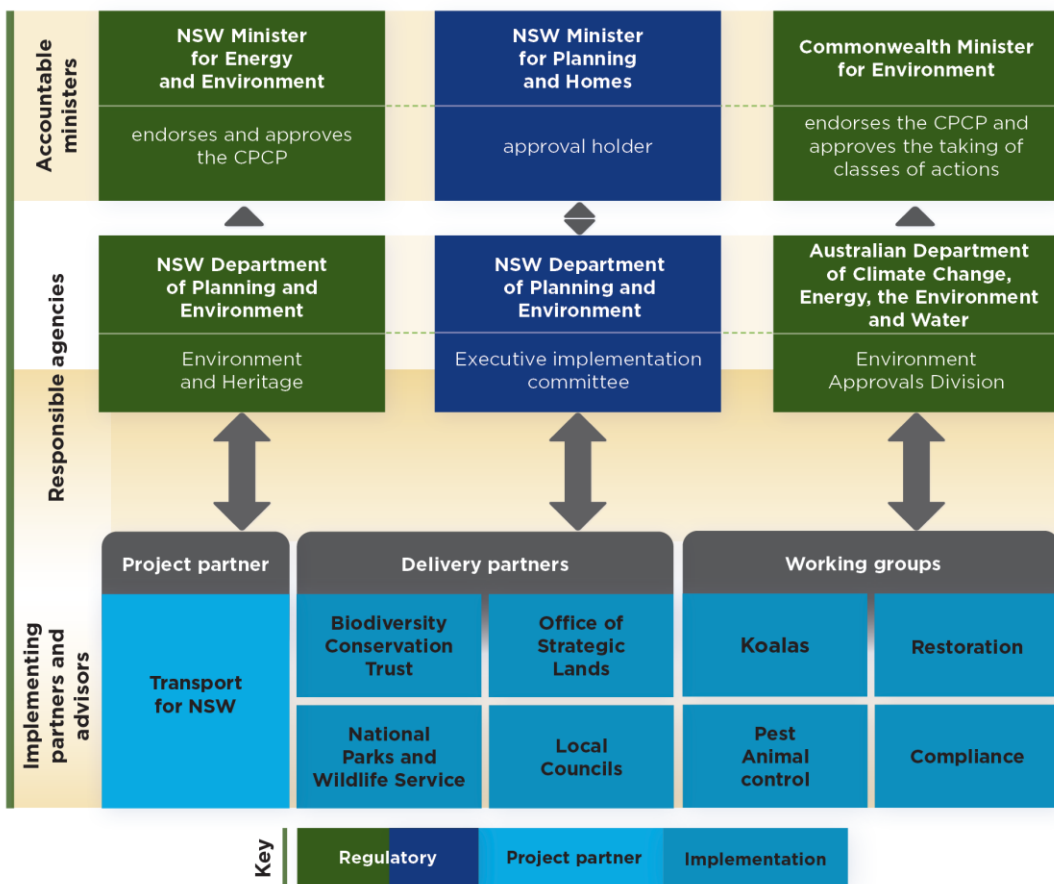 Accountable
ministers
NSW Minister
for Energy
and Environment
endorses and approves
the CPCP
NSW Minister
for Planning
and Homes
approval holder
Commonwealth Minister
for Environment
endorses the CPCP and
approves the taking of
classes of actions
Responsible agencies
NSW Department
of Planning and
Environment
Environment
and Heritage
NSW Department
of Planning and
Environment
Executive implementation
committee
Australian Department
of Climate Change,
Energy, the Environment
and Water
Environment
Approvals Division
Implementing
partners and
advisors
Project partner
Transport
for NSW
Delivery partners
Biodiversity
Conservation
Trust
Office of
Strategic
Lands
National
Parks and
Wildlife Service
Local
Councils
Working groups
Koalas
Restoration
Pest
Animal
control
Compliance
Key
Regulatory
Project partner
Implementation